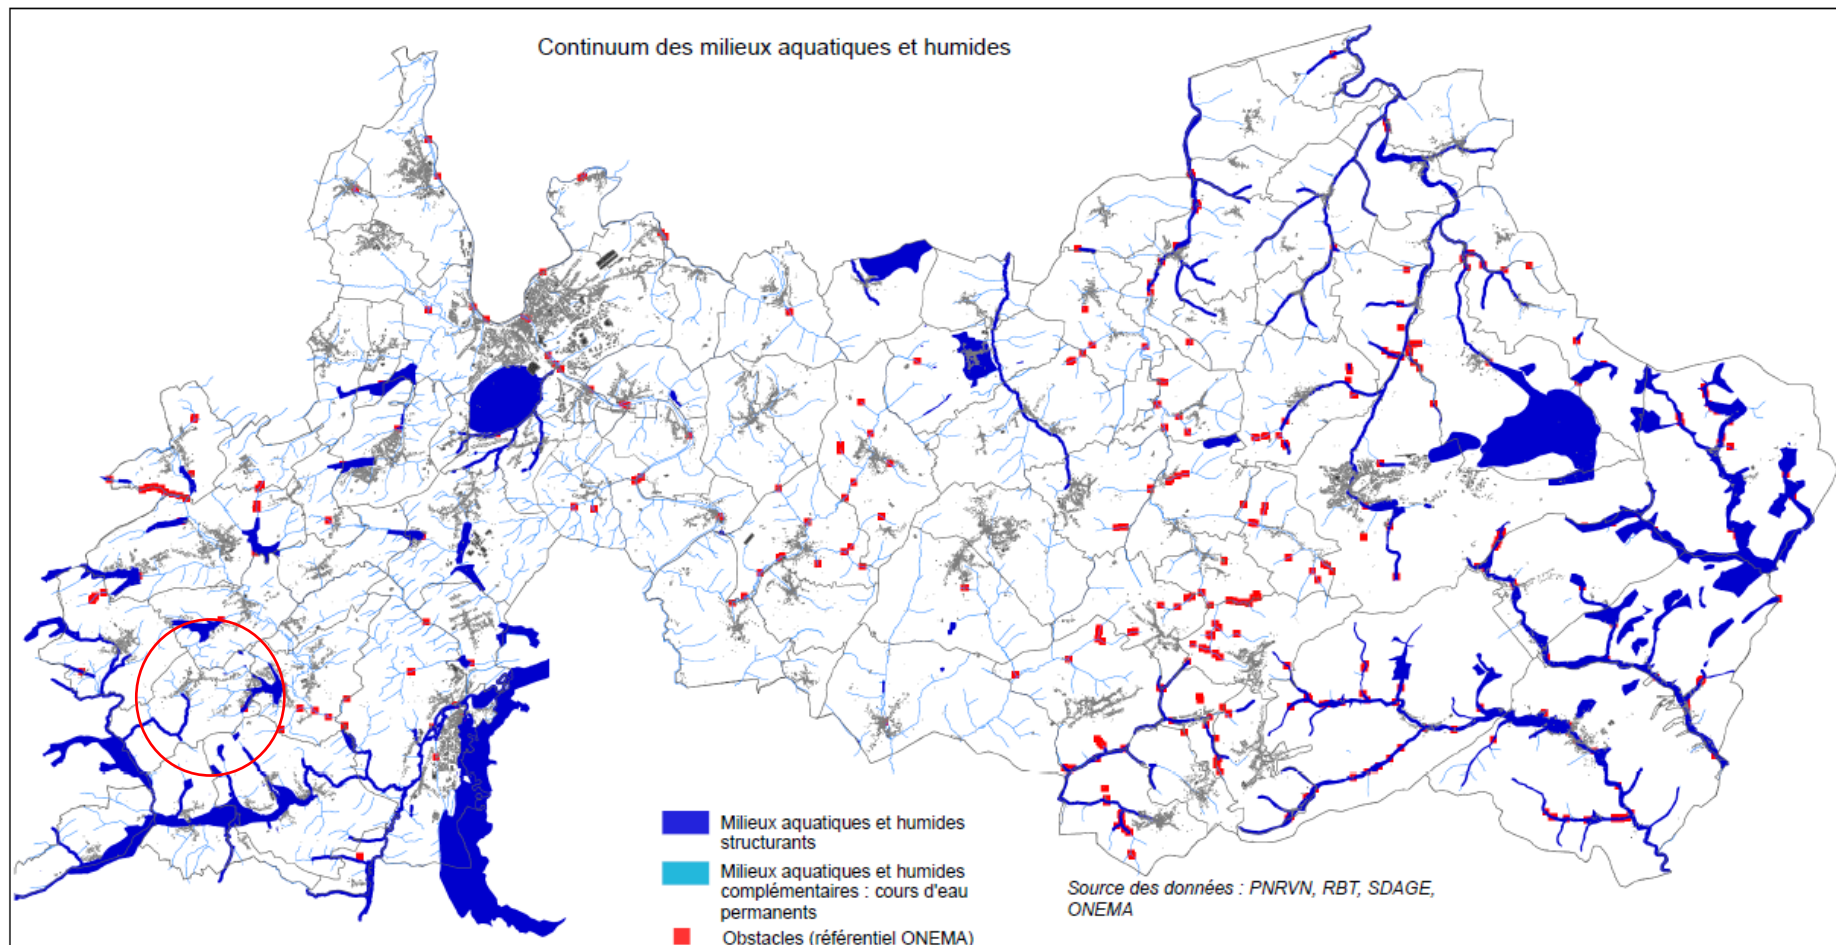 Continuum des milieux aquatiques et humides
Milieux aquatiques et humides
structurants
Milieux aquatiques et humides
complémentaires : cours d'eau
permanents
Obstacles (référentiel ONEMA)
Source des données : PNRVN, RBT, SDAGE,
ONEMA